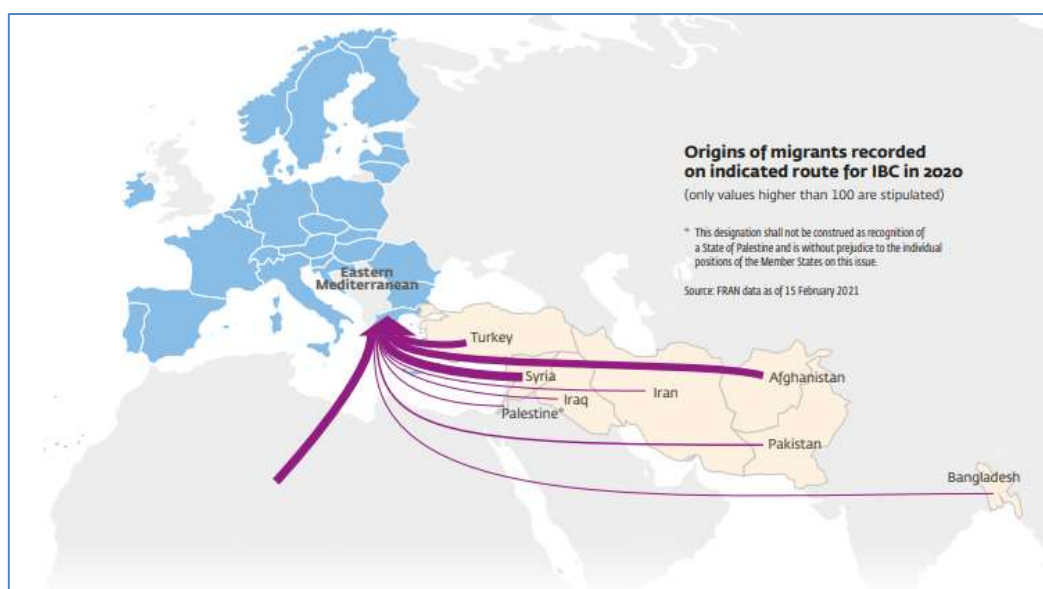 Origins of migrants recorded
on indicated route for IBC in 2020
(only values higher than 100 are stipulated)
* This designation shall not be construed as recognition of
a State of Palestine and is without prejudice to the individual
positions of the Member States on this issue.
Source: FRAN data as of 15 February 2021
Eastern
Mediterranean
Turkey
Syria
Afghanistan
Iran
Iraq
Palestine*
Pakistan
Bangladesh